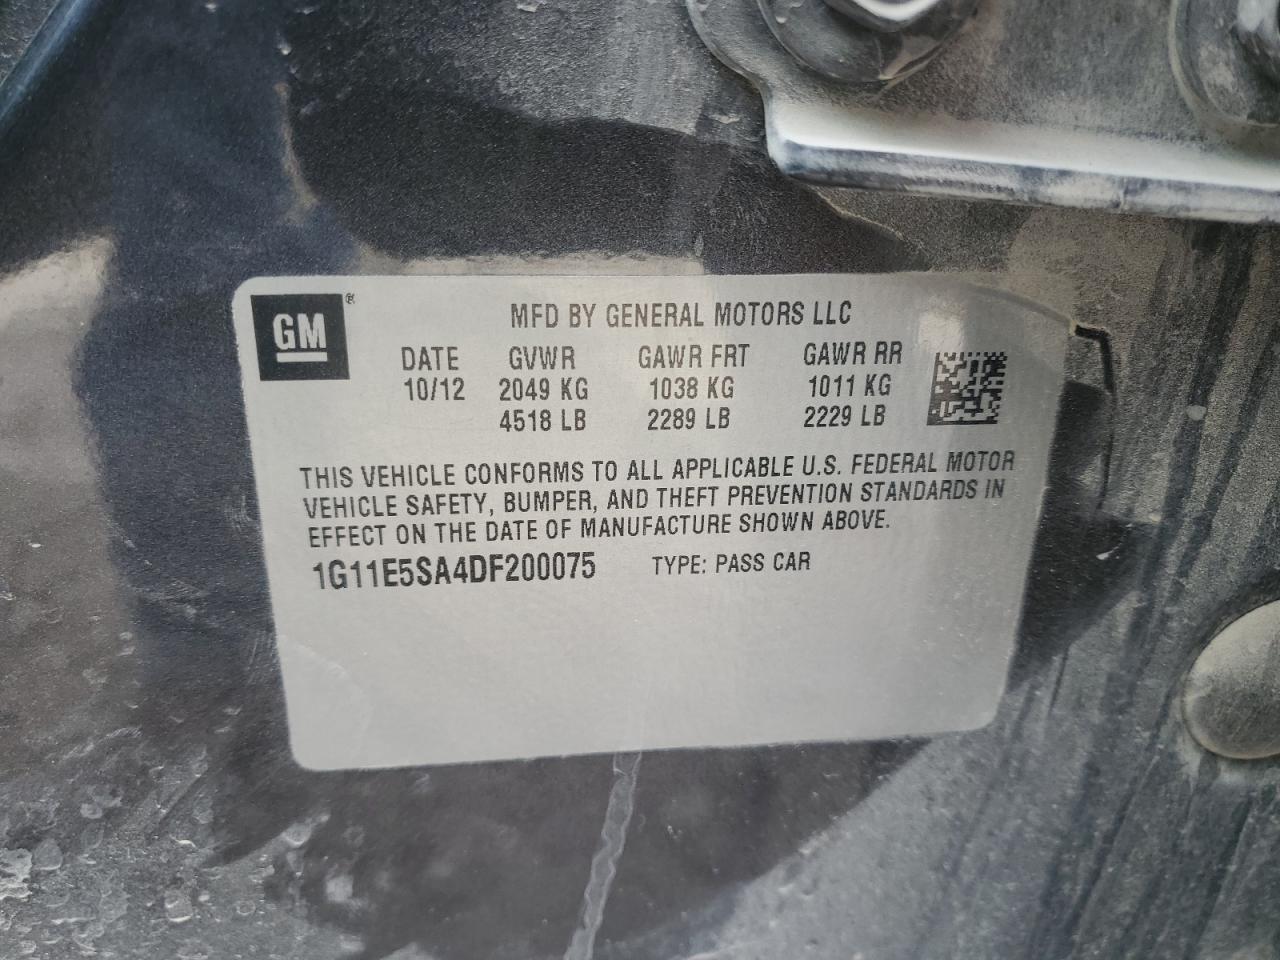 GM®
MFD BY GENERAL MOTORS LLC
DATE GVWR GAWR FRT GAWR RR
10/12 2049 KG 1038 KG 1011 KG
4518 LB 2289 LB 2229 LB
THIS VEHICLE CONFORMS TO ALL APPLICABLE U.S. FEDERAL MOTOR
VEHICLE SAFETY, BUMPER, AND THEFT PREVENTION STANDARDS IN
EFFECT ON THE DATE OF MANUFACTURE SHOWN ABOVE.
1G11E5SA4DF200075 TYPE: PASS CAR